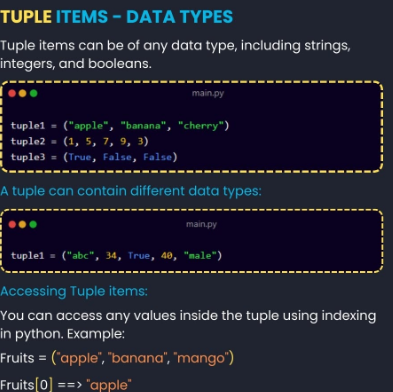 TUPLE ITEMS - DATA TYPES
Tuple items can be of any data type, including strings,
integers, and booleans.
main.py
tuple1 = ("apple", "banana", "cherry")
tuple2 = (1, 5, 7, 9, 3)
tuple3 = (True, False, False)
A tuple can contain different data types:
main.py
tuple1 = ("abc", 34, True, 40, "male")
Accessing Tuple items:
You can access any values inside the tuple using indexing
in python. Example:
Fruits = ("apple", "banana", "mango")
Fruits[0] ==> "apple"